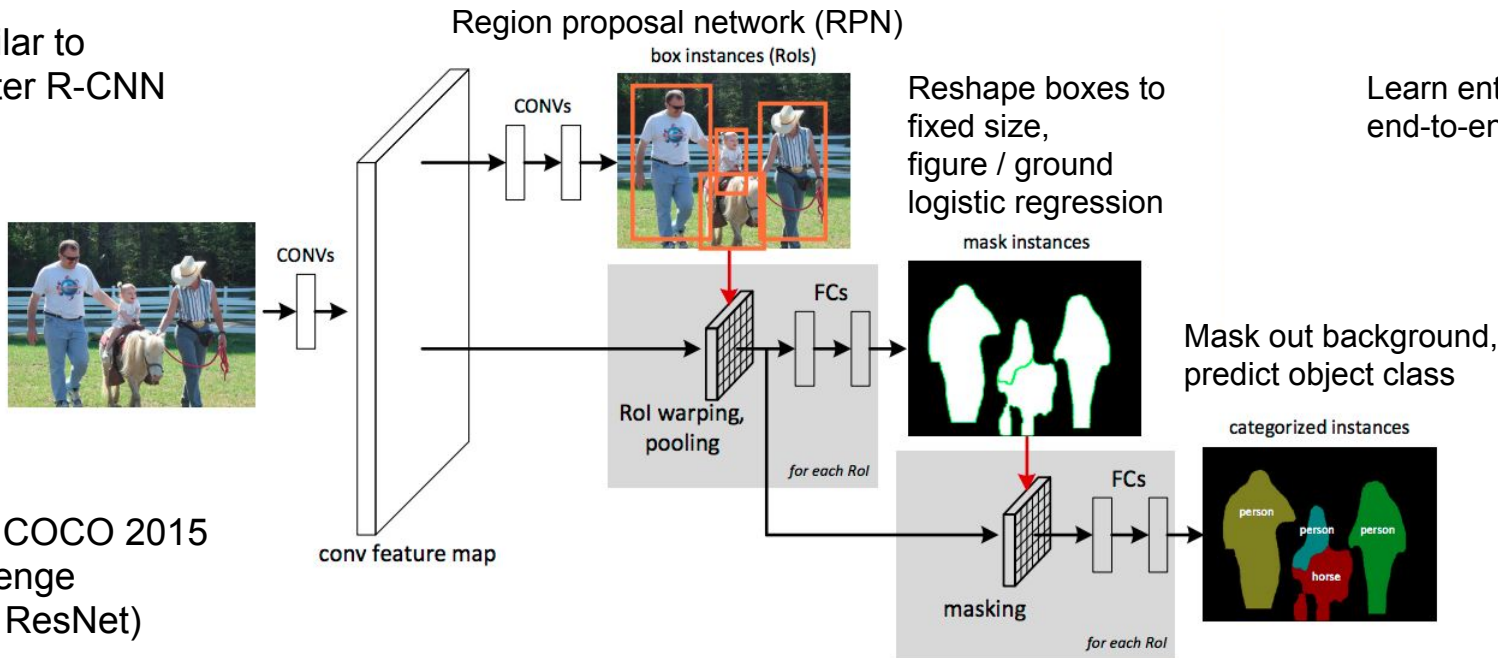 Region proposal network (RPN)
lar to
ter R-CNN
box instances (RoIs)
CONVs
Reshape boxes to
fixed size,
figure / ground
logistic regression
Learn ent
end-to-en
CONVs
mask instances
FCs
RoI warping,
pooling
for each RoI
Mask out background,
predict object class
categorized instances
person
person
person
horse
FCs
COCO 2015
enge
ResNet)
conv feature map
masking
for each RoI